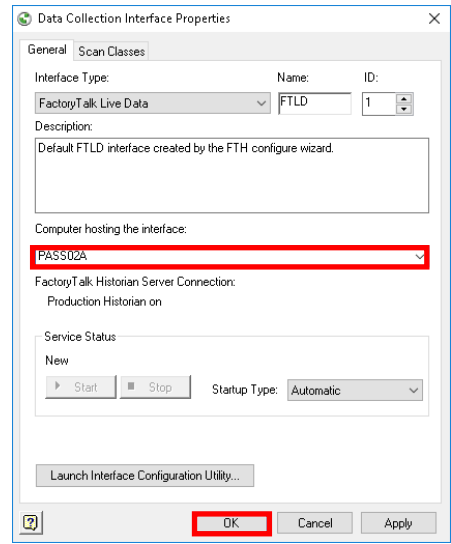 Data Collection Interface Properties
General Scan Classes
Interface Type: Name: ID:
FactoryTalk Live Data FTLD 1
Description:
Default FTLD interface created by the FTH configure wizard.
Computer hosting the interface:
PASS02A
FactoryTalk Historian Server Connection:
Production Historian on
Service Status
New
Start Stop Startup Type: Automatic
Launch Interface Configuration Utility...
? OK Cancel Apply